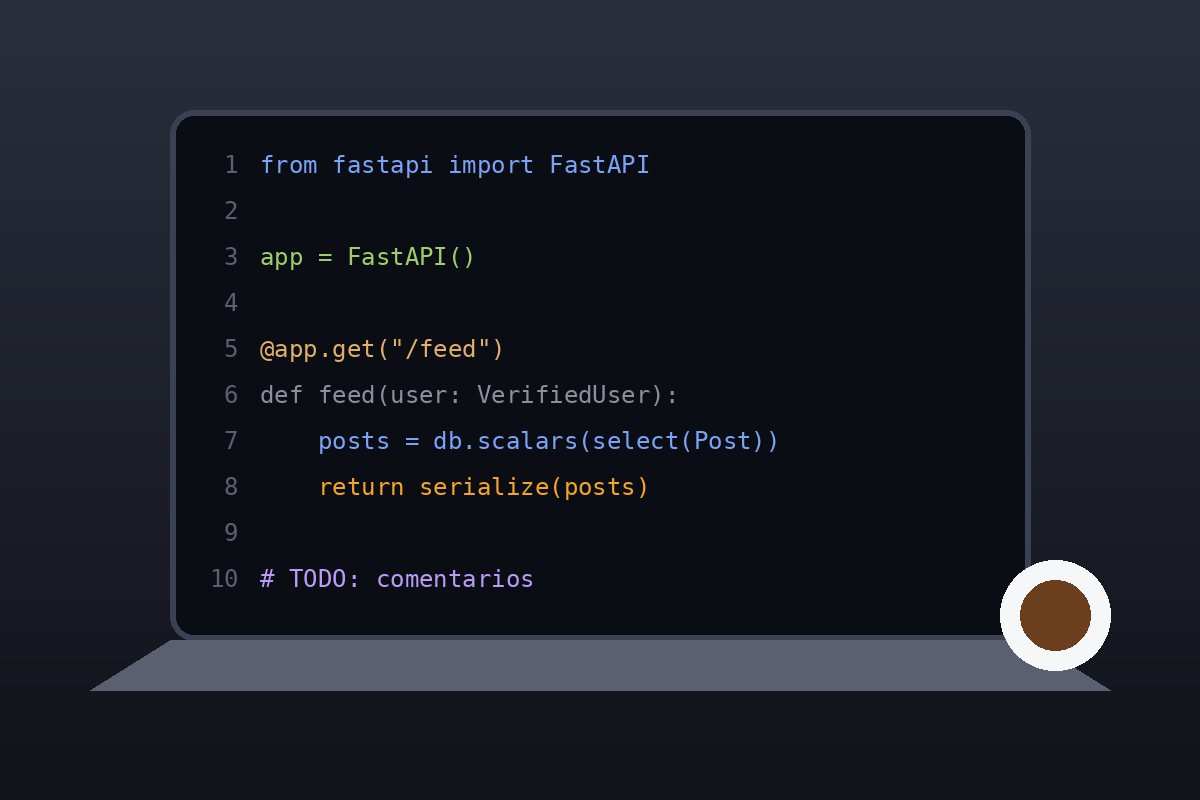 1 from fastapi import FastAPI
2
3 app = FastAPI()
4
5 @app.get("/feed")
6 def feed(user: VerifiedUser):
7     posts = db.scalars(select(Post))
8     return serialize(posts)
9
10 # TODO: comentarios